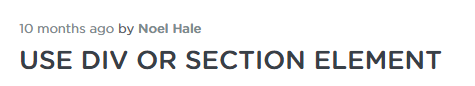 10 months ago by Noel Hale
USE DIV OR SECTION ELEMENT